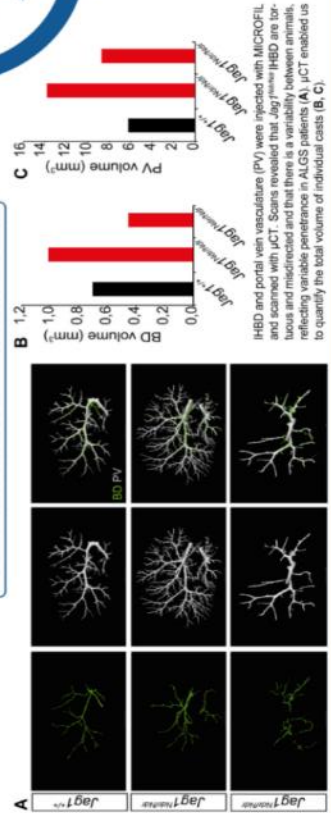 A
BD PV
Jag1+/+
Jag1Ndr/Ndr
Jag1Ndr/Ndr
B
BD volume (mm³)
1,2
1,0
0,8
0,6
0,4
0,2
0,0
Jag1+/+
Jag1Ndr/Ndr
Jag1Ndr/Ndr
C
PV volume (mm³)
16
14
12
10
8
6
4
2
0
Jag1+/+
Jag1Ndr/Ndr
Jag1Ndr/Ndr
IHBD and portal vein vasculature (PV) were injected with MICROFIL
and scanned with µCT. Scans revealed that Jag1Ndr/Ndr IHBD are tor-
tuous and misdirected and that there is a variability between animals,
reflecting variable penetrance in ALGS patients (A). µCT enabled us
to quantify the total volume of individual casts (B, C).